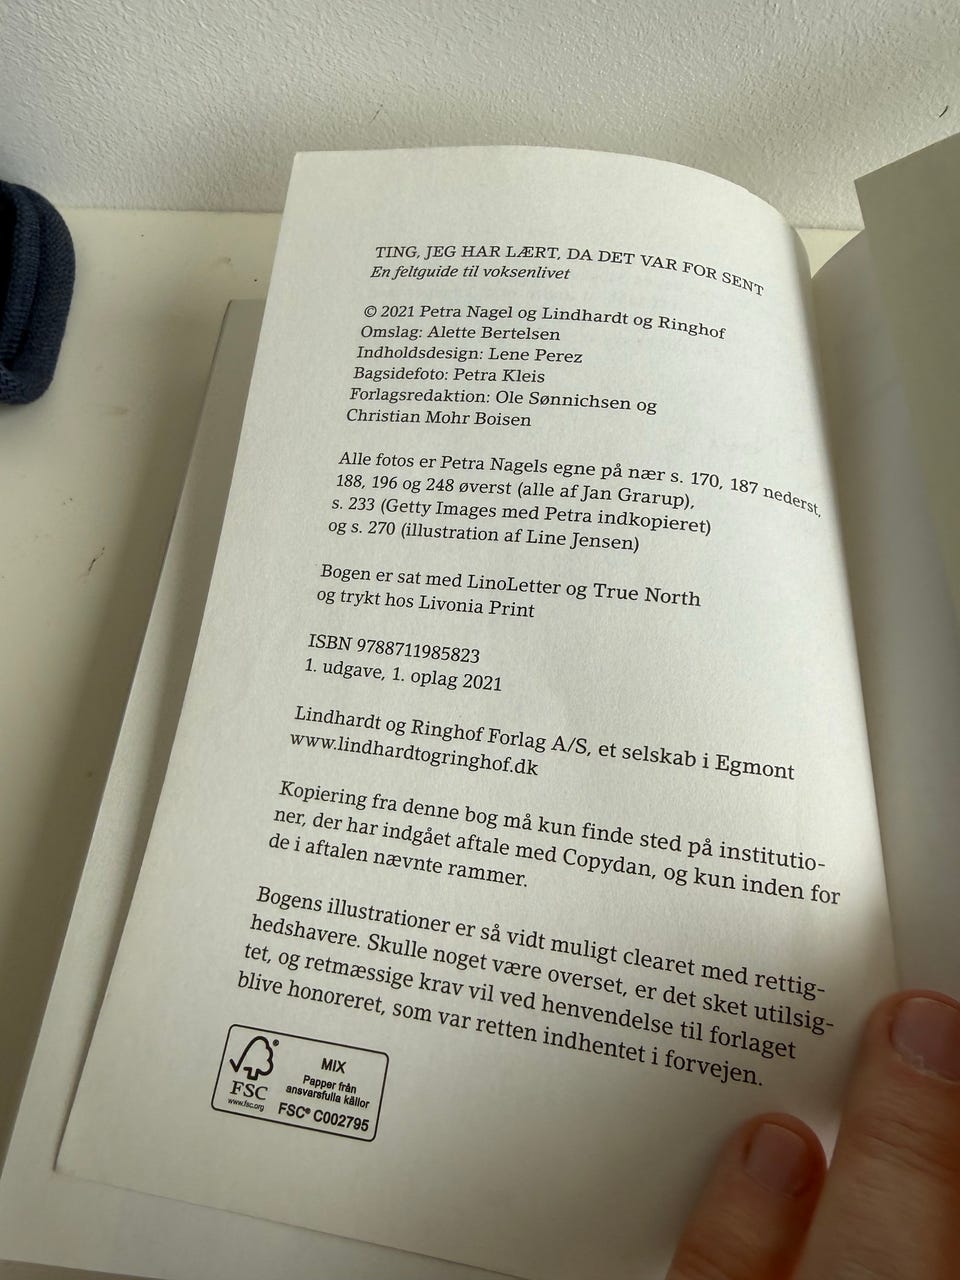 TING, JEG HAR LÆRT, DA DET VAR FOR SENT
En feltguide til voksenlivet
© 2021 Petra Nagel og Lindhardt og Ringhof
Omslag: Alette Bertelsen
Indholdsdesign: Lene Perez
Bagsidefoto: Petra Kleis
Forlagsredaktion: Ole Sønnichsen og
Christian Mohr Boisen
Alle fotos er Petra Nagels egne på nær s. 170, 187 nederst,
188, 196 og 248 øverst (alle af Jan Grarup),
s. 233 (Getty Images med Petra indkopieret)
og s. 270 (illustration af Line Jensen)
Bogen er sat med LinoLetter og True North
og trykt hos Livonia Print
ISBN 9788711985823
1. udgave, 1. oplag 2021
Lindhardt og Ringhof Forlag A/S, et selskab i Egmont
www.lindhardtogringhof.dk
Kopiering fra denne bog må kun finde sted på institutio-
ner, der har indgået aftale med Copydan, og kun inden for
de i aftalen nævnte rammer.
Bogens illustrationer er så vidt muligt clearet med rettig-
hedshavere. Skulle noget være overset, er det sket utilsig-
tet, og retmæssige krav vil ved henvendelse til forlaget
blive honoreret, som var retten indhentet i forvejen.
FSC
www.fsc.org
MIX
Papper från
ansvarsfulla källor
FSC® C002795